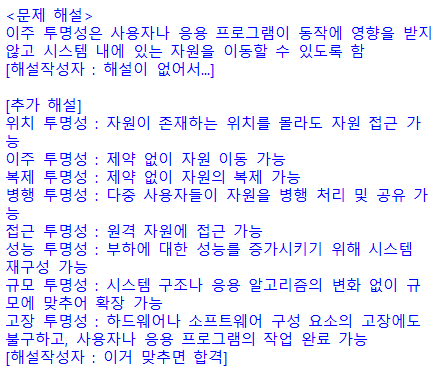 <문제 해설>
이주 투명성은 사용자나 응용 프로그램이 동작에 영향을 받지
않고 시스템 내에 있는 자원을 이동할 수 있도록 함
[해설작성자 : 해설이 없어서...]

[추가 해설]
위치 투명성 : 자원이 존재하는 위치를 몰라도 자원 접근 가
능
이주 투명성 : 제약 없이 자원 이동 가능
복제 투명성 : 제약 없이 자원의 복제 가능
병행 투명성 : 다중 사용자들이 자원을 병행 처리 및 공유 가
능
접근 투명성 : 원격 자원에 접근 가능
성능 투명성 : 부하에 대한 성능를 증가시키기 위해 시스템
재구성 가능
규모 투명성 : 시스템 구조나 응용 알고리즘의 변화 없이 규
모에 맞추어 확장 가능
고장 투명성 : 하드웨어나 소프트웨어 구성 요소의 고장에도
불구하고, 사용자나 응용 프로그램의 작업 완료 가능
[해설작성자 : 이거 맞추면 합격]